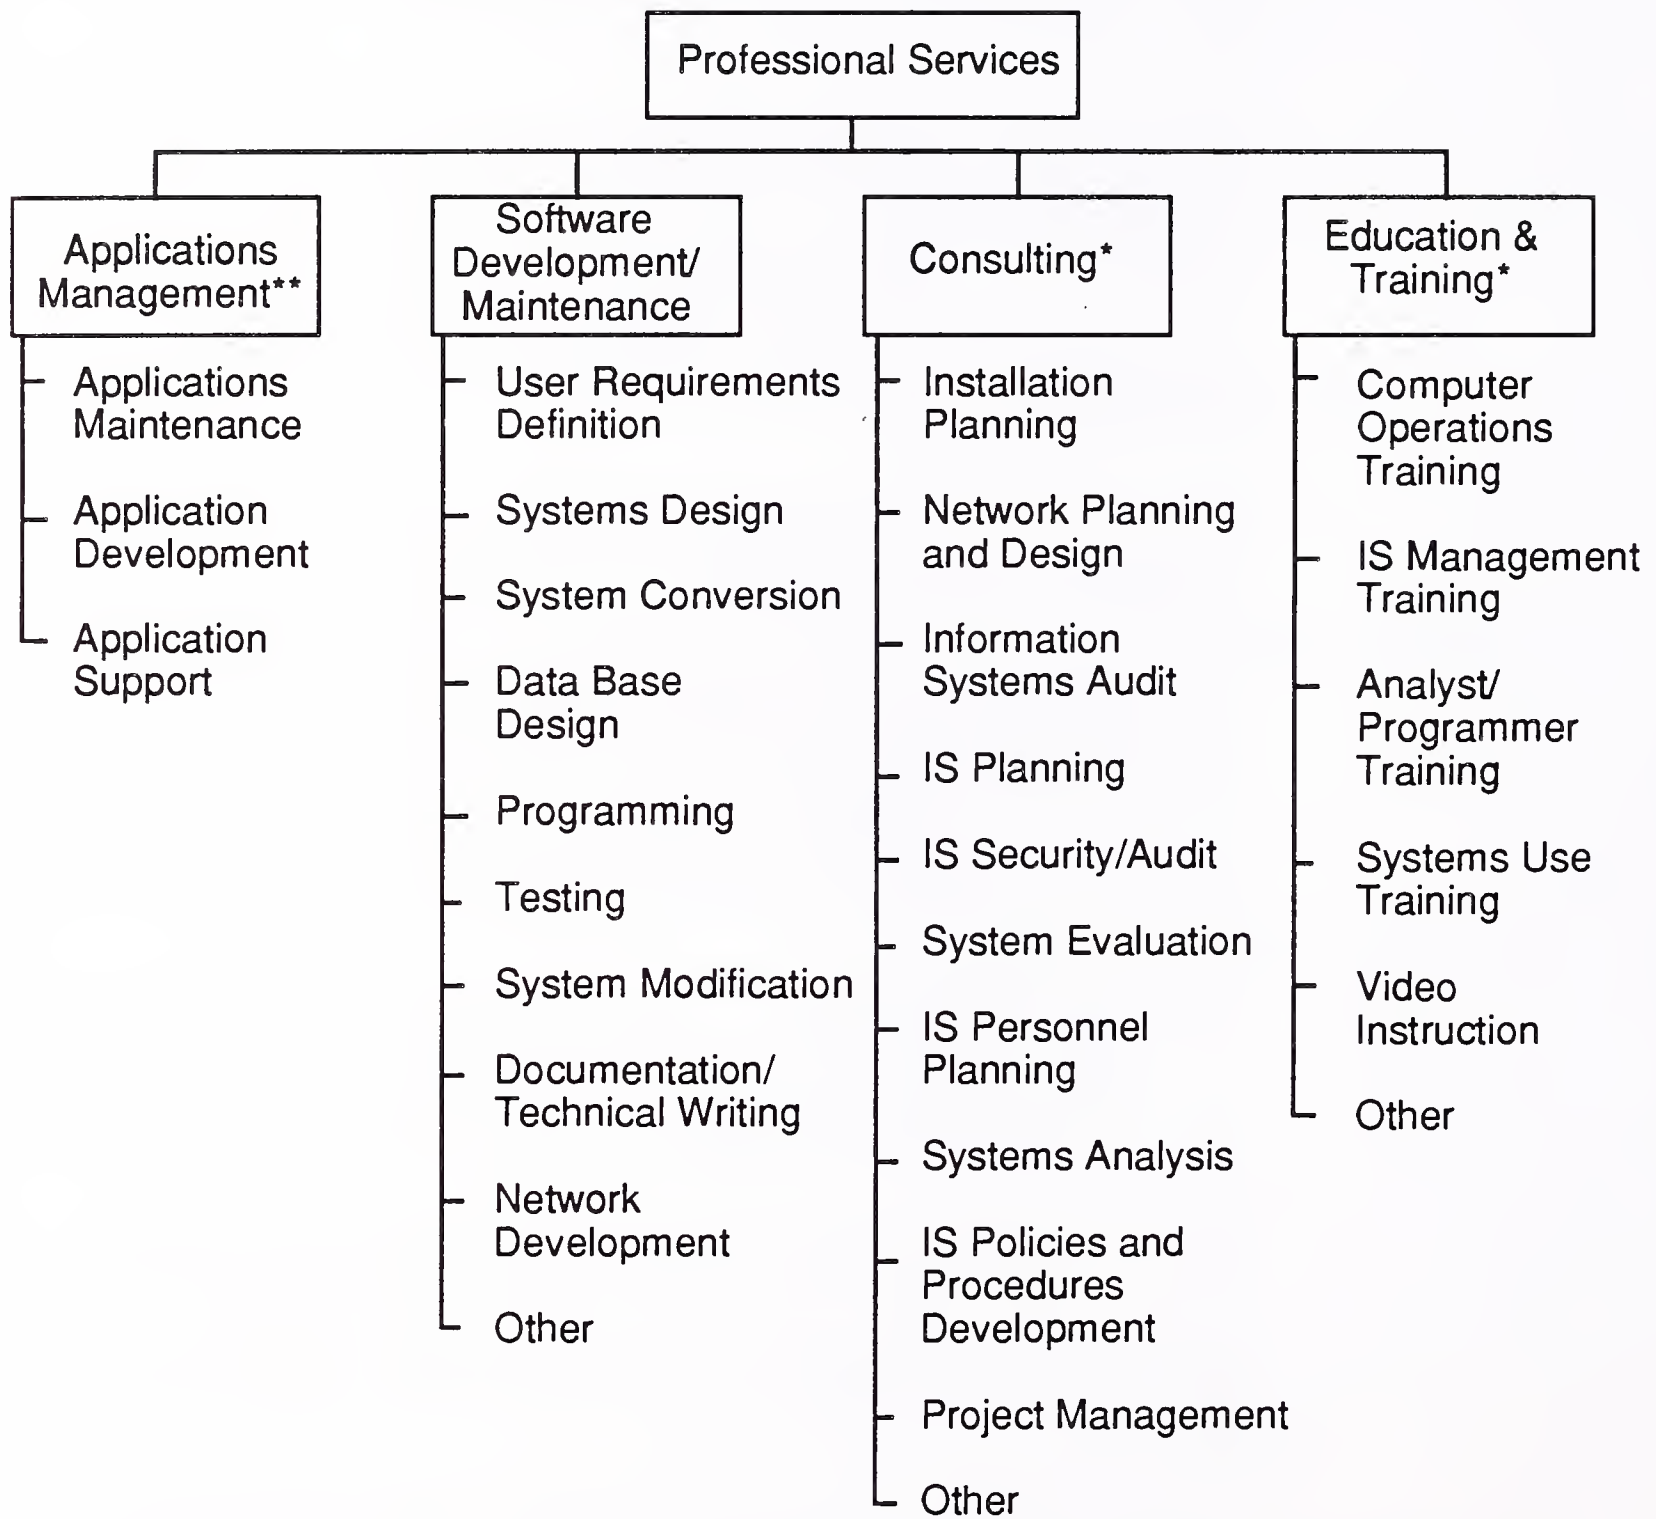 Professional Services
Applications
Management**
Applications
Maintenance
Application
Development
Application
Support
Software
Development/
Maintenance
User Requirements
Definition
Systems Design
System Conversion
Data Base
Design
Programming
Testing
System Modification
Documentation/
Technical Writing
Network
Development
Other
Consulting*
Installation
Planning
Network Planning
and Design
Information
Systems Audit
IS Planning
IS Security/Audit
System Evaluation
IS Personnel
Planning
Systems Analysis
IS Policies and
Procedures
Development
Project Management
Other
Education &
Training*
Computer
Operations
Training
IS Management
Training
Analyst/
Programmer
Training
Systems Use
Training
Video
Instruction
Other